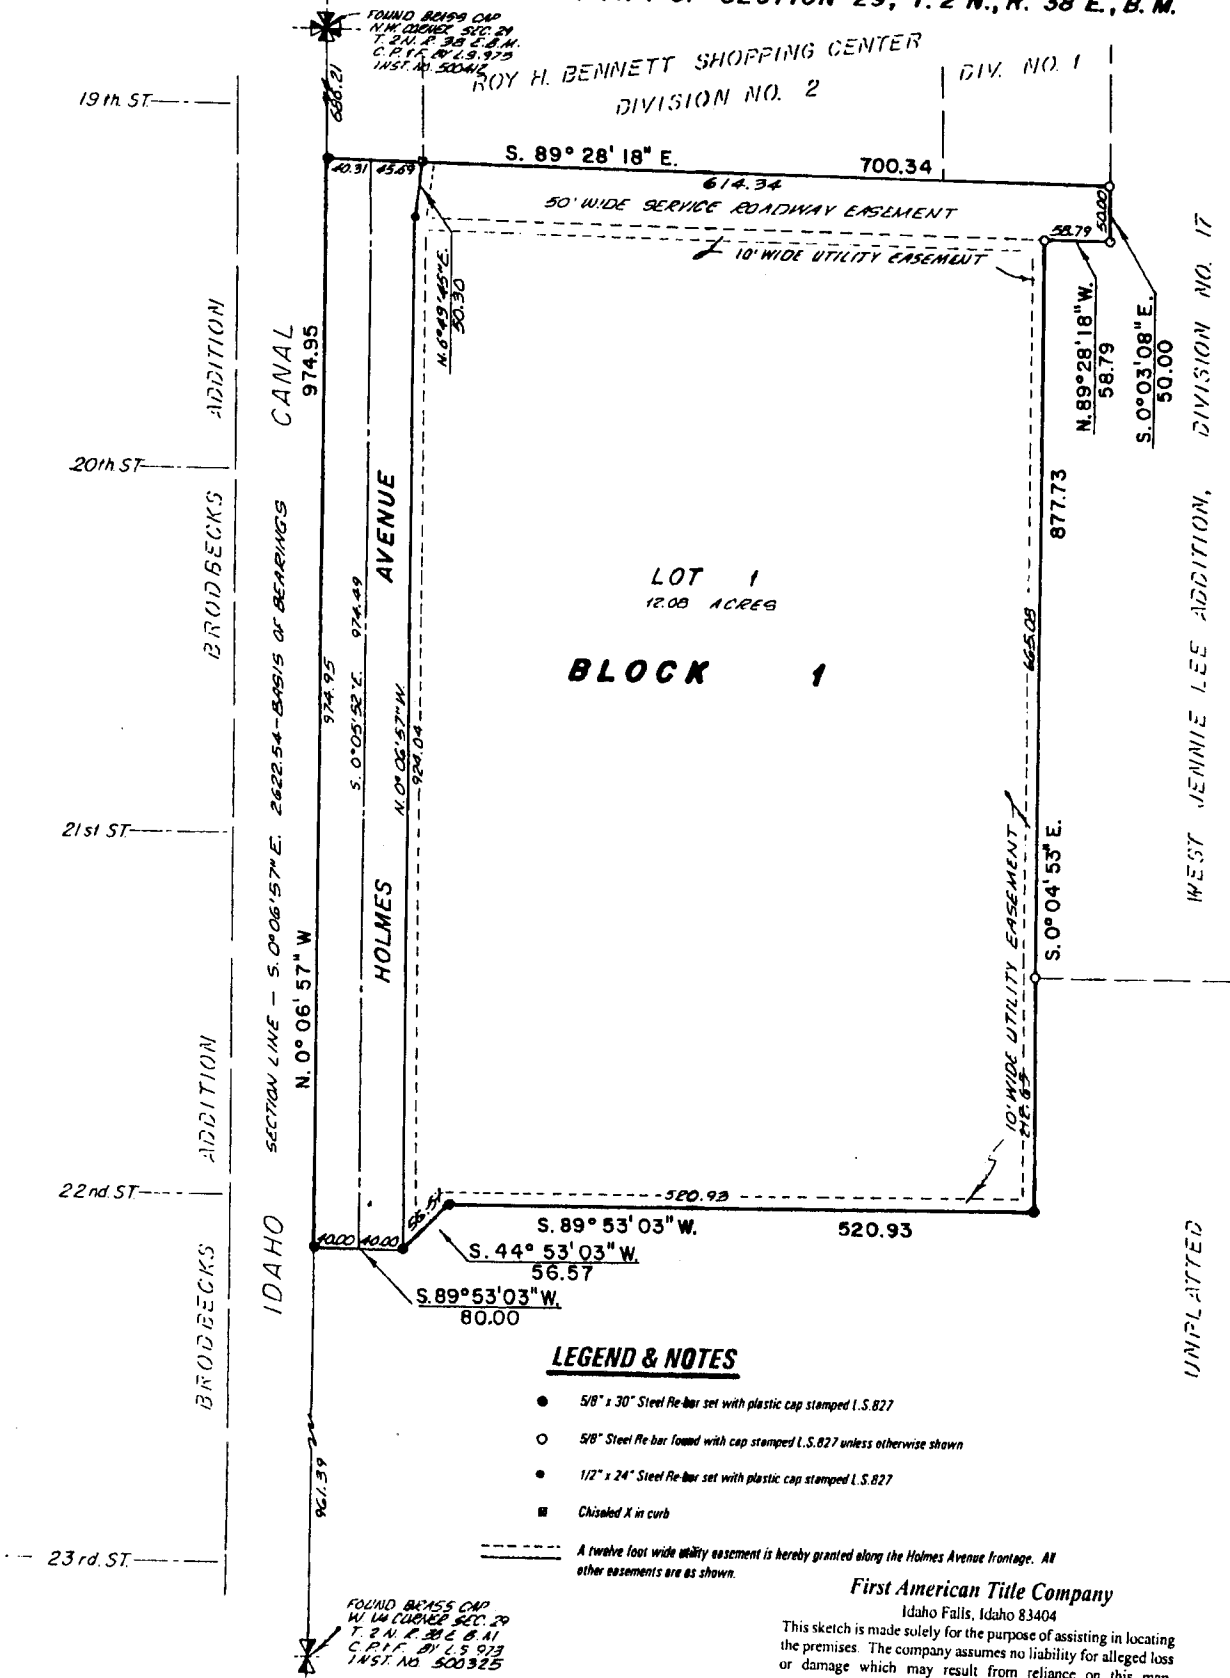 SECTION 29, T. 2 N., R. 38 E., B.M.
FOUND BRASS CAP
N.W. CORNER SEC. 29
T. 2 N. R. 38 E. B.M.
C.P.&F. BY L.S. 973
INST. NO. 500412
ROY H. BENNETT SHOPPING CENTER
DIVISION NO. 2
DIV. NO. 1
19th ST.
686.21
S. 89° 28' 18" E.
700.34
40.31
45.69
614.34
50' WIDE SERVICE ROADWAY EASEMENT
50.00
58.79
10' WIDE UTILITY EASEMENT
N. 6° 49' 45" E.
50.30
N. 89° 28' 18" W.
58.79
S. 0° 03' 08" E.
50.00
BRODBECKS ADDITION
IDAHO CANAL
974.95
20th ST
AVENUE
877.73
WEST JENNIE LEE ADDITION, DIVISION NO. 17
LOT 1
12.08 ACRES
BLOCK 1
SECTION LINE - S. 0° 06' 57" E. 2622.54 - BASIS OF BEARINGS
974.95
S. 0° 05' 52" E. 974.49
N. 0° 06' 57" W.
924.04
665.08
21st ST.
HOLMES
N. 0° 06' 57" W
S. 0° 04' 53" E.
10' WIDE UTILITY EASEMENT
212.65
BRODBECKS ADDITION
22nd. ST.
520.93
S. 89° 53' 03" W.
520.93
40.00
40.00
S. 44° 53' 03" W.
56.57
S. 89° 53' 03" W.
80.00
UNPLATTED
LEGEND & NOTES
5/8" x 30" Steel Re-bar set with plastic cap stamped L.S.827
5/8" Steel Re-bar found with cap stamped L.S.827 unless otherwise shown
1/2" x 24" Steel Re-bar set with plastic cap stamped L.S.827
Chiseled X in curb
A twelve foot wide utility easement is hereby granted along the Holmes Avenue frontage. All
other easements are as shown.
961.39
23rd. ST.
FOUND BRASS CAP
W 1/4 CORNER SEC. 29
T. 2 N. R. 38 E. B.M
C.P.&F. BY L.S 973
INST. NO. 500325
First American Title Company
Idaho Falls, Idaho 83404
This sketch is made solely for the purpose of assisting in locating
the premises. The company assumes no liability for alleged loss
or damage which may result from reliance on this map.